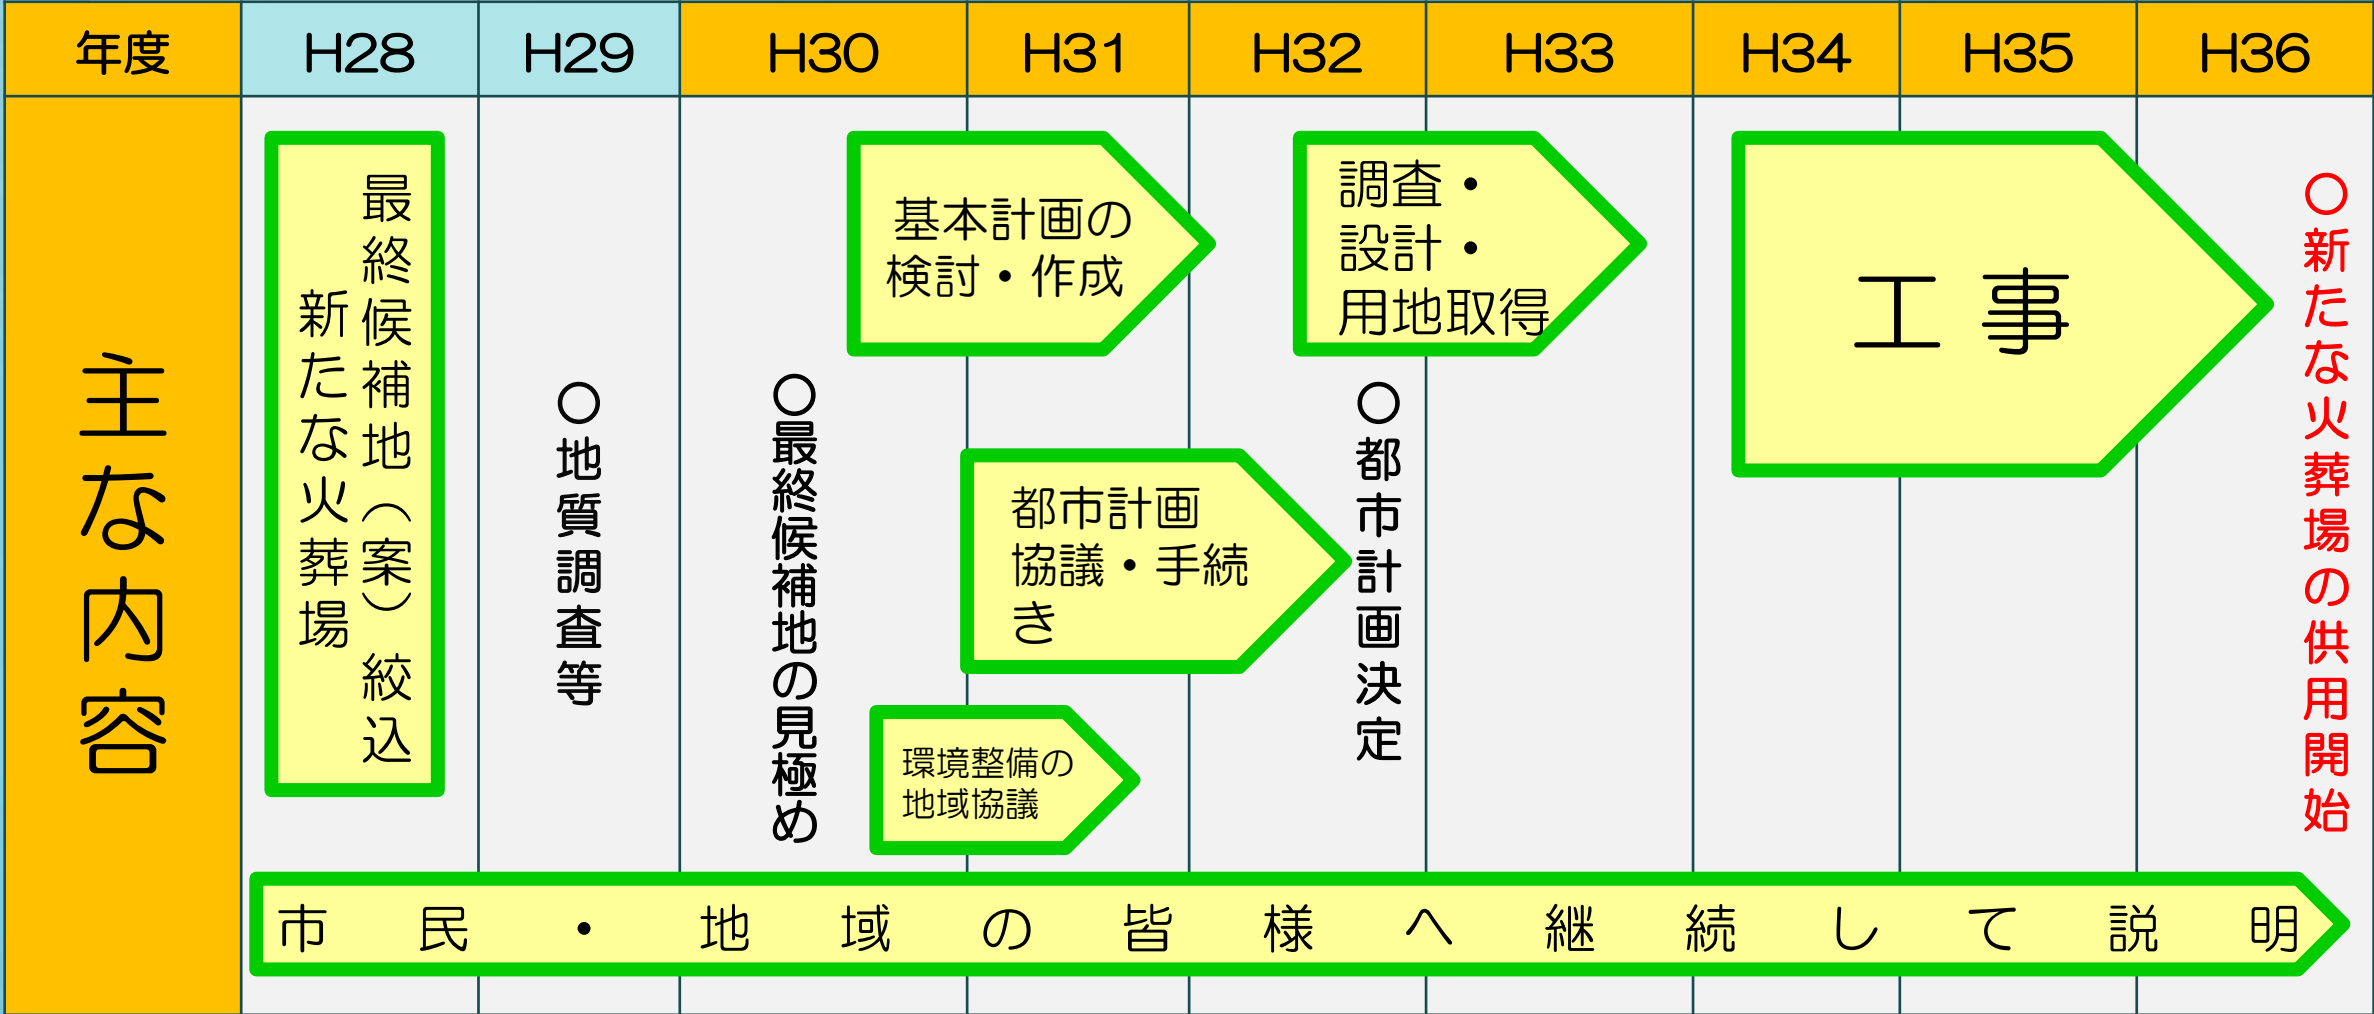 年度 H28 H29 H30 H31 H32 H33 H34 H35 H36
主な内容
最終候補地（案）絞込
新たな火葬場
〇地質調査等
〇最終候補地の見極め
基本計画の
検討・作成
都市計画
協議・手続
き
環境整備の
地域協議
調査・
設計・
用地取得
〇都市計画決定
工事
〇新たな火葬場の供用開始
市民・地域の皆様へ継続して説明